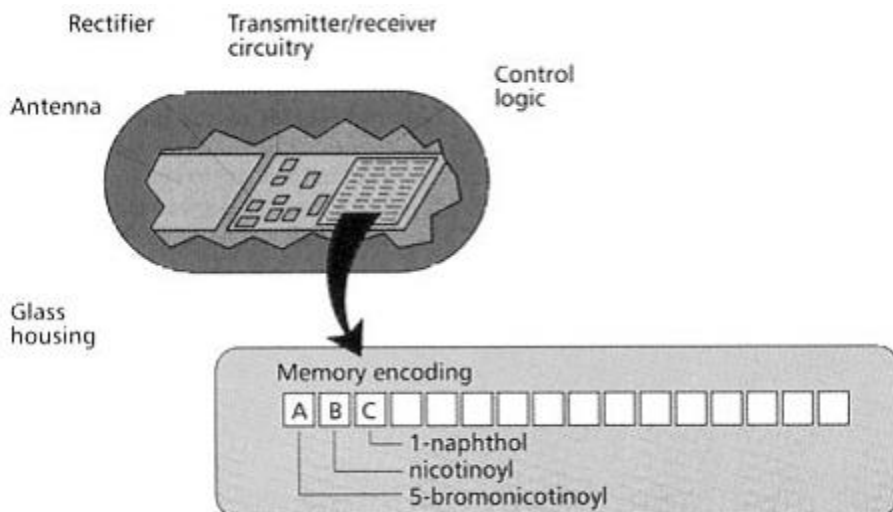 Rectifier
Transmitter/receiver
circuitry
Control
logic
Antenna
Glass
housing
Memory encoding
A B C
1-naphthol
nicotinoyl
5-bromonicotinoyl